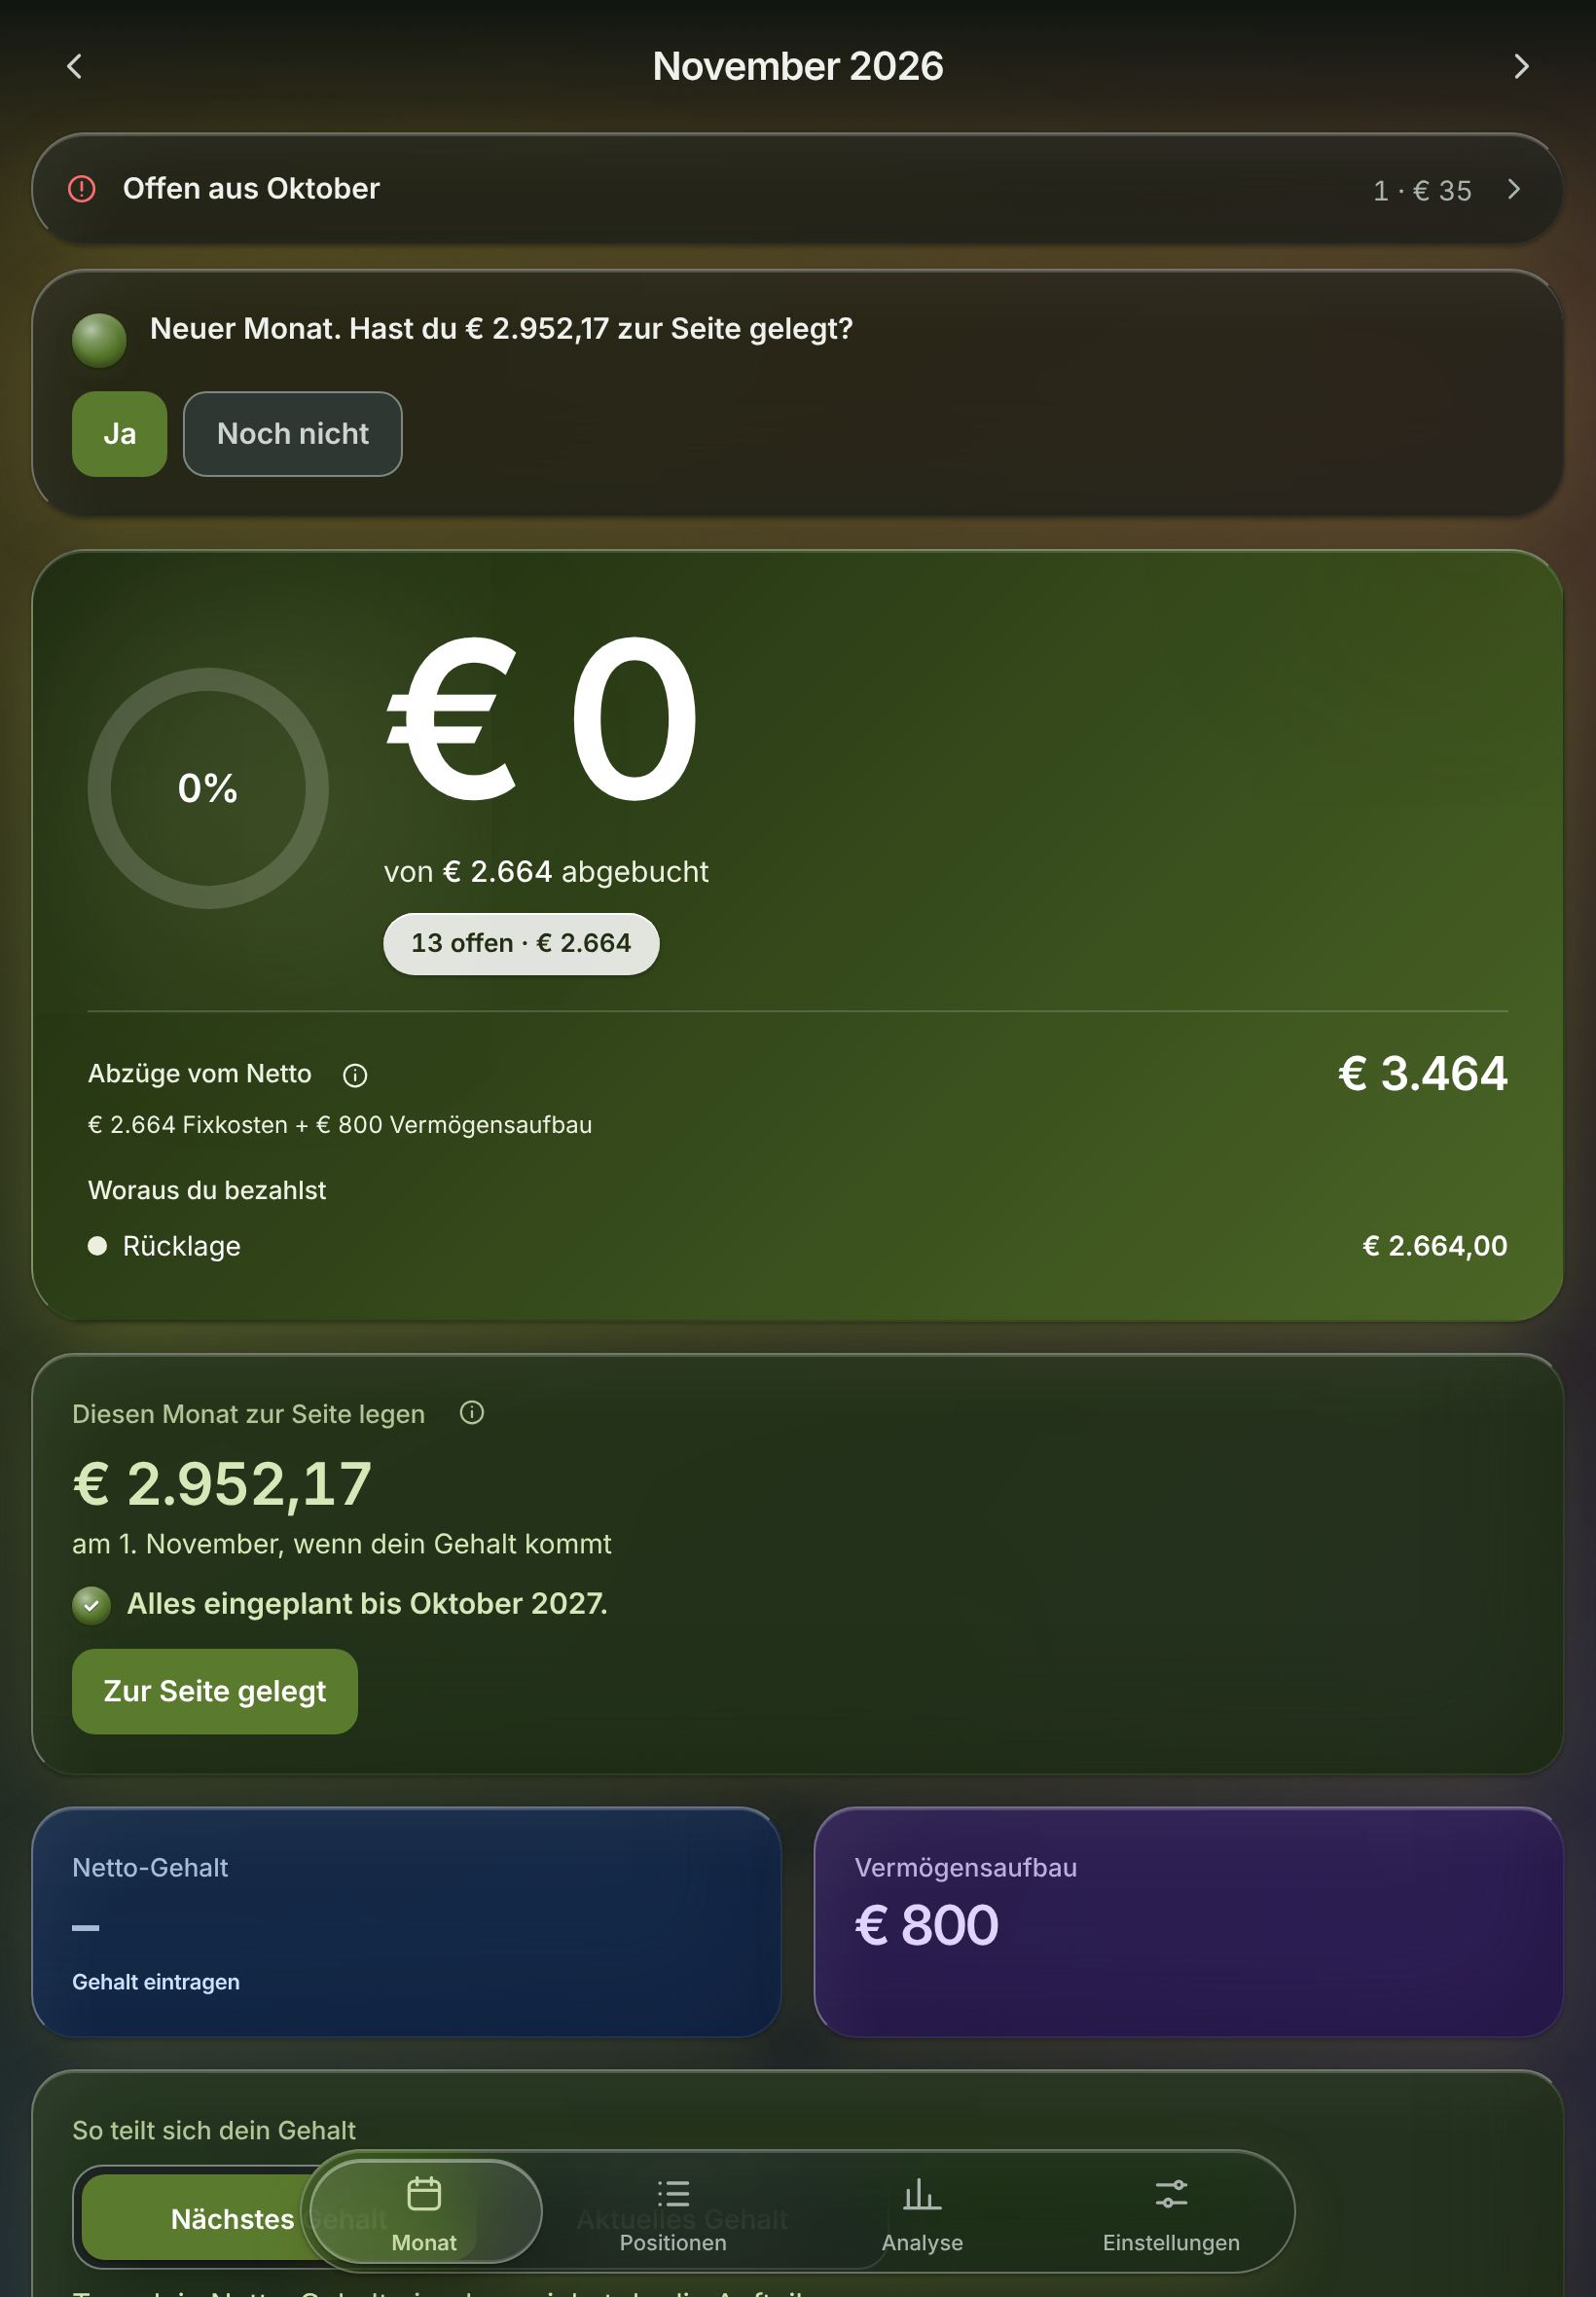 November 2026
Offen aus Oktober
1 · € 35
Neuer Monat. Hast du € 2.952,17 zur Seite gelegt?
Ja
Noch nicht
€ 0
0%
von € 2.664 abgebucht
13 offen · € 2.664
Abzüge vom Netto
€ 3.464
€ 2.664 Fixkosten + € 800 Vermögensaufbau
Woraus du bezahlst
Rücklage
€ 2.664,00
Diesen Monat zur Seite legen
€ 2.952,17
am 1. November, wenn dein Gehalt kommt
Alles eingeplant bis Oktober 2027.
Zur Seite gelegt
Netto-Gehalt
–
Gehalt eintragen
Vermögensaufbau
€ 800
So teilt sich dein Gehalt
Nächstes Gehalt
Aktuelles Gehalt
Monat
Positionen
Analyse
Einstellungen